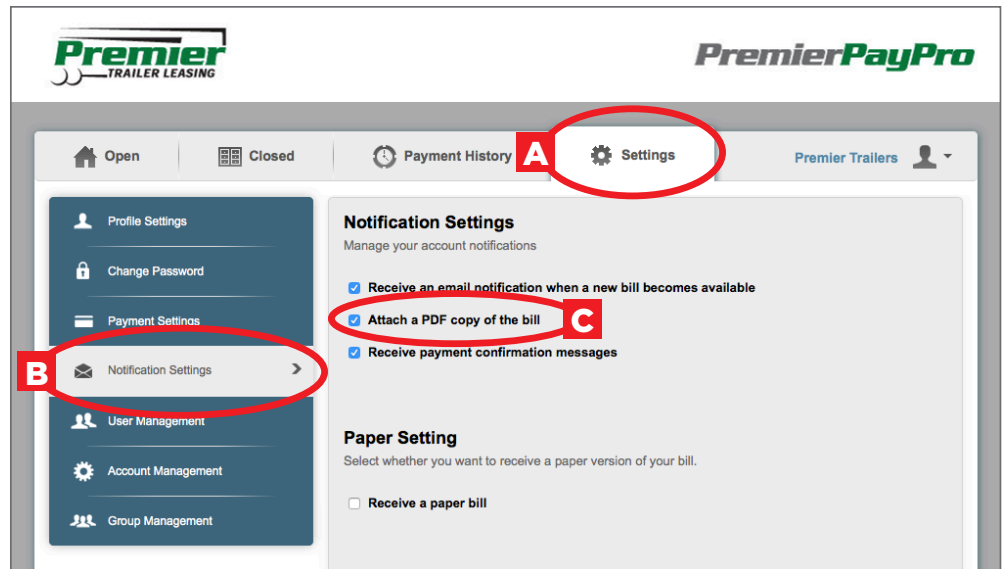 Premier
TRAILER LEASING
PremierPayPro
Open
Closed
Payment History
A
Settings
Premier Trailers
Profile Settings
Change Password
Payment Settings
B
Notification Settings
User Management
Account Management
Group Management
Notification Settings
Manage your account notifications
Receive an email notification when a new bill becomes available
Attach a PDF copy of the bill
C
Receive payment confirmation messages
Paper Setting
Select whether you want to receive a paper version of your bill.
Receive a paper bill